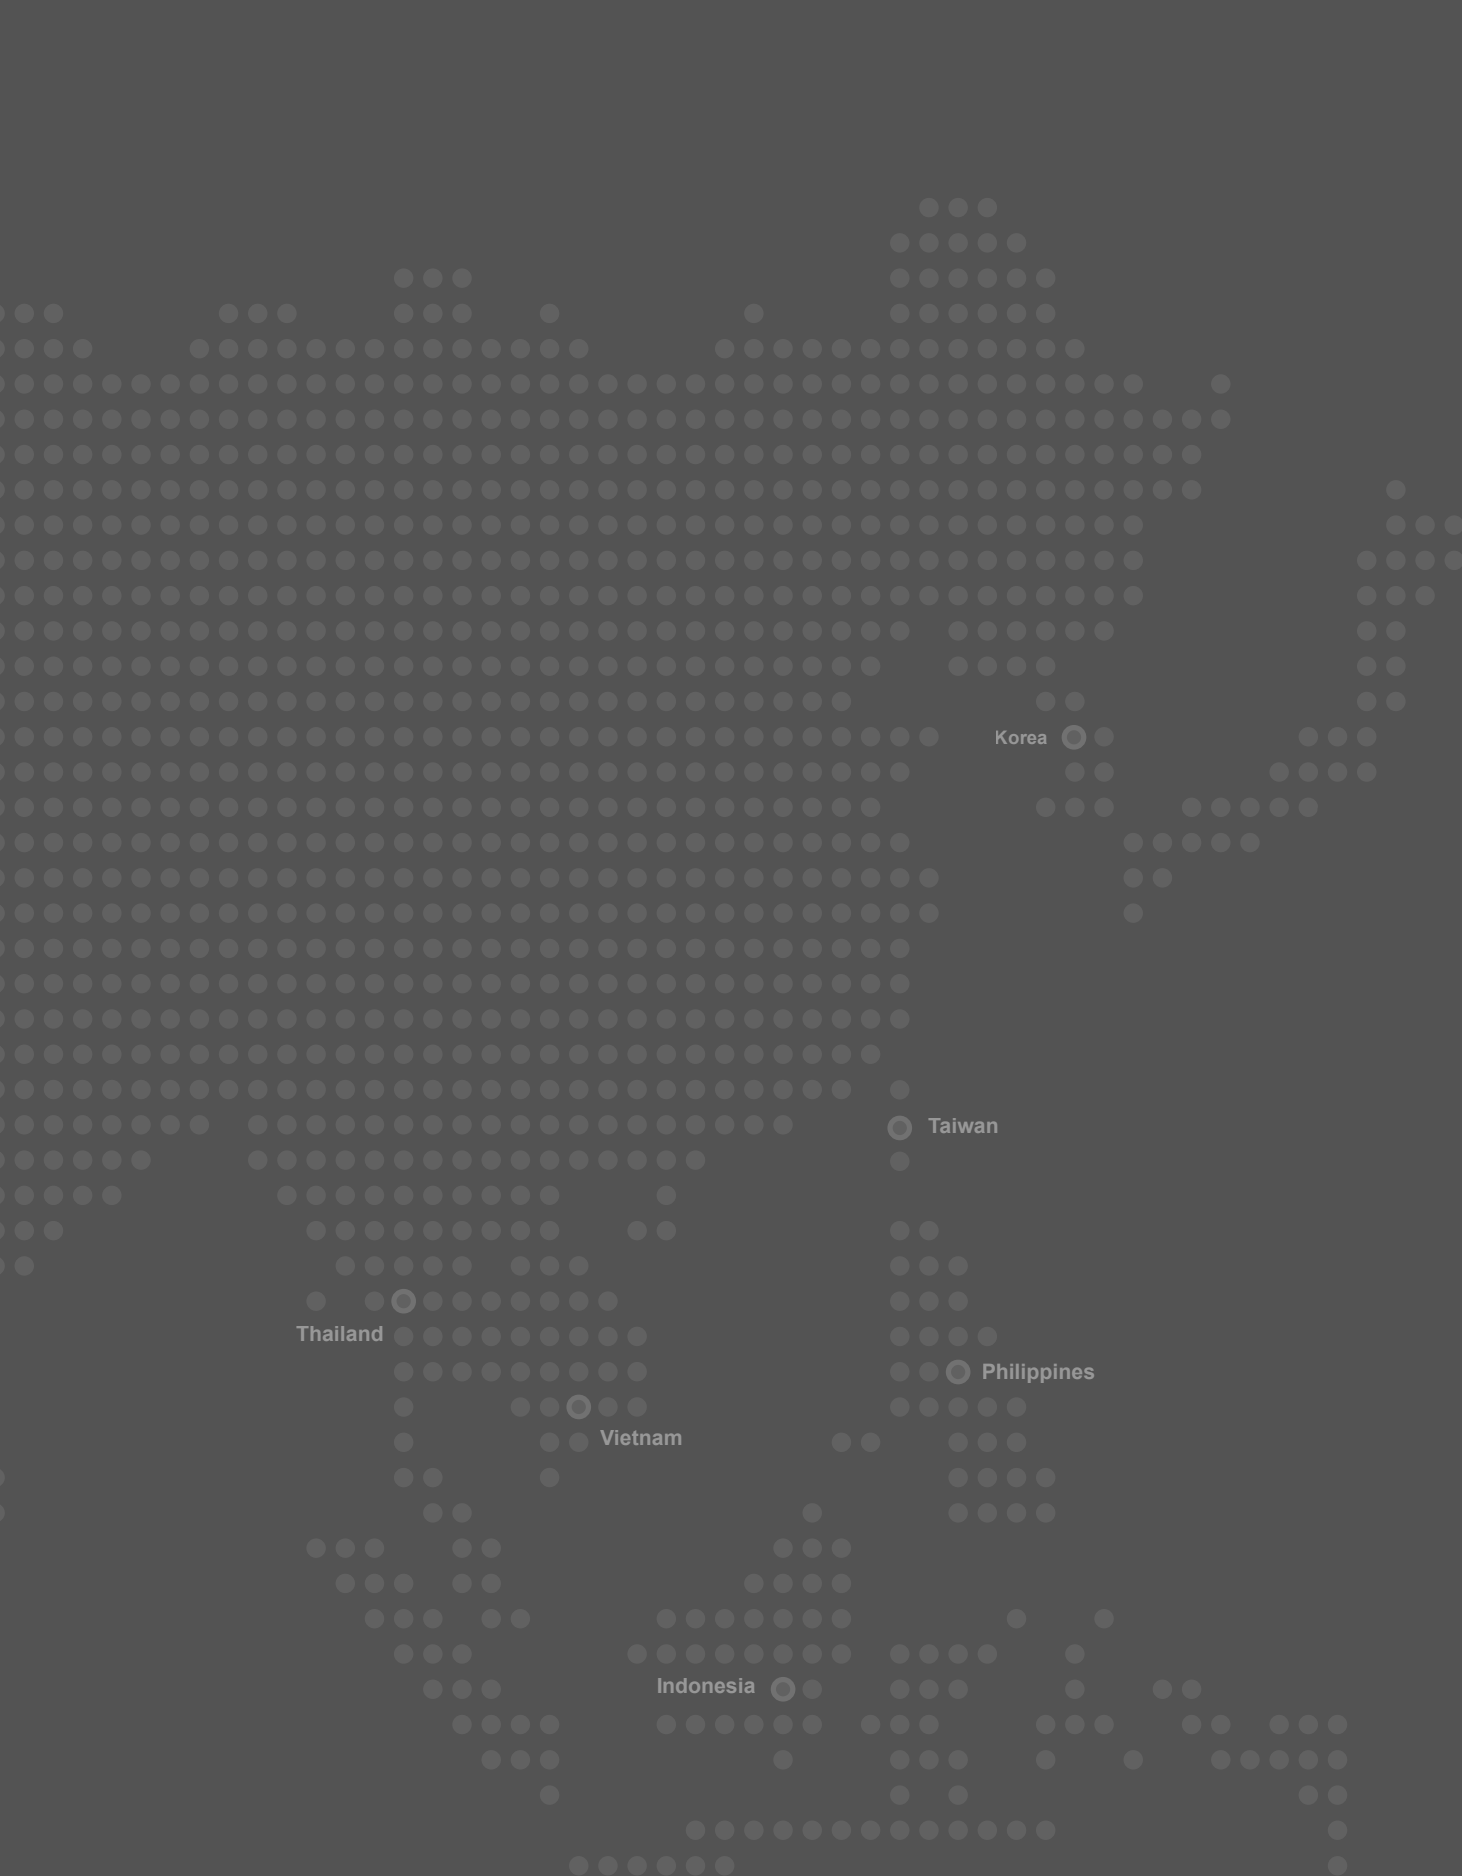 Korea
Taiwan
Thailand
Philippines
Vietnam
Indonesia